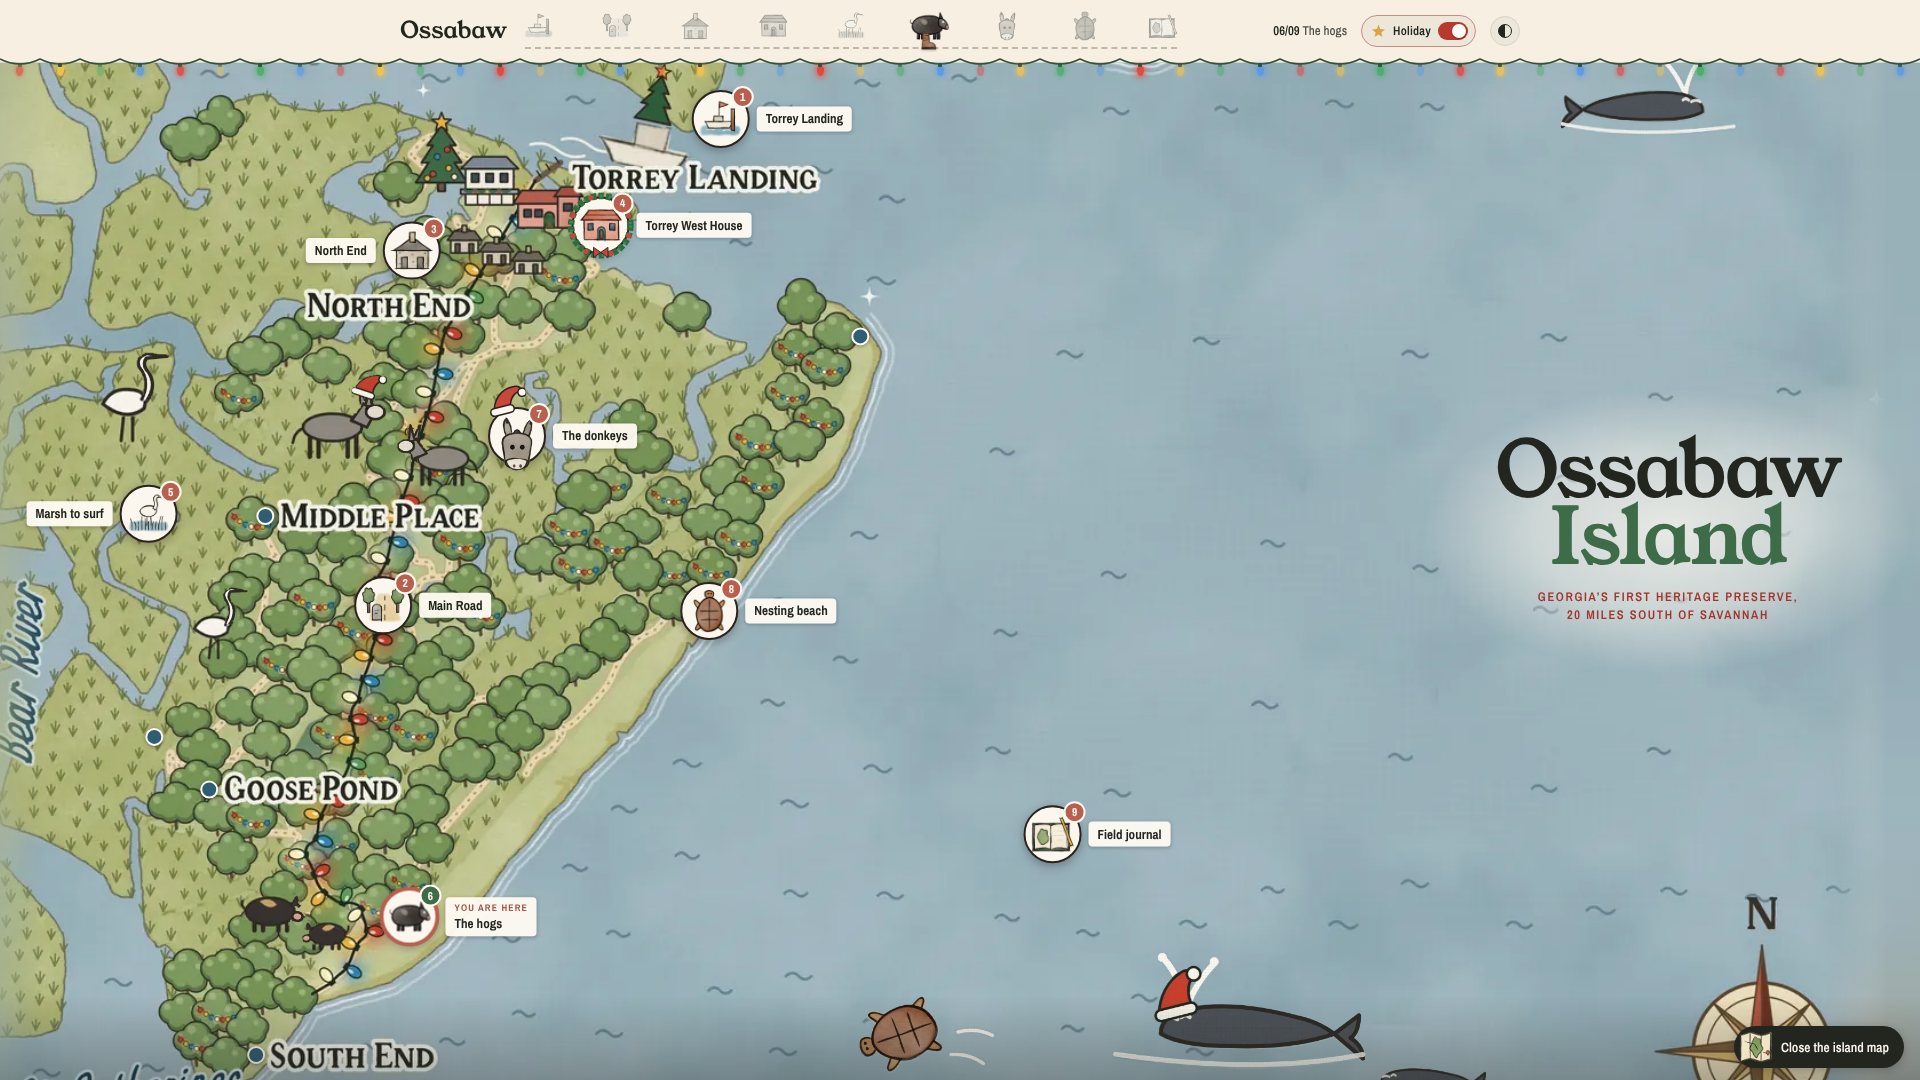 Ossabaw
06/09 The hogs
Holiday
1
Torrey Landing
TORREY LANDING
4
Torrey West House
3
North End
NORTH END
7
The donkeys
5
Marsh to surf
MIDDLE PLACE
Ossabaw
Island
GEORGIA'S FIRST HERITAGE PRESERVE,
20 MILES SOUTH OF SAVANNAH
2
Main Road
8
Nesting beach
Bear River
GOOSE POND
9
Field journal
6
YOU ARE HERE
The hogs
N
SOUTH END
Close the island map